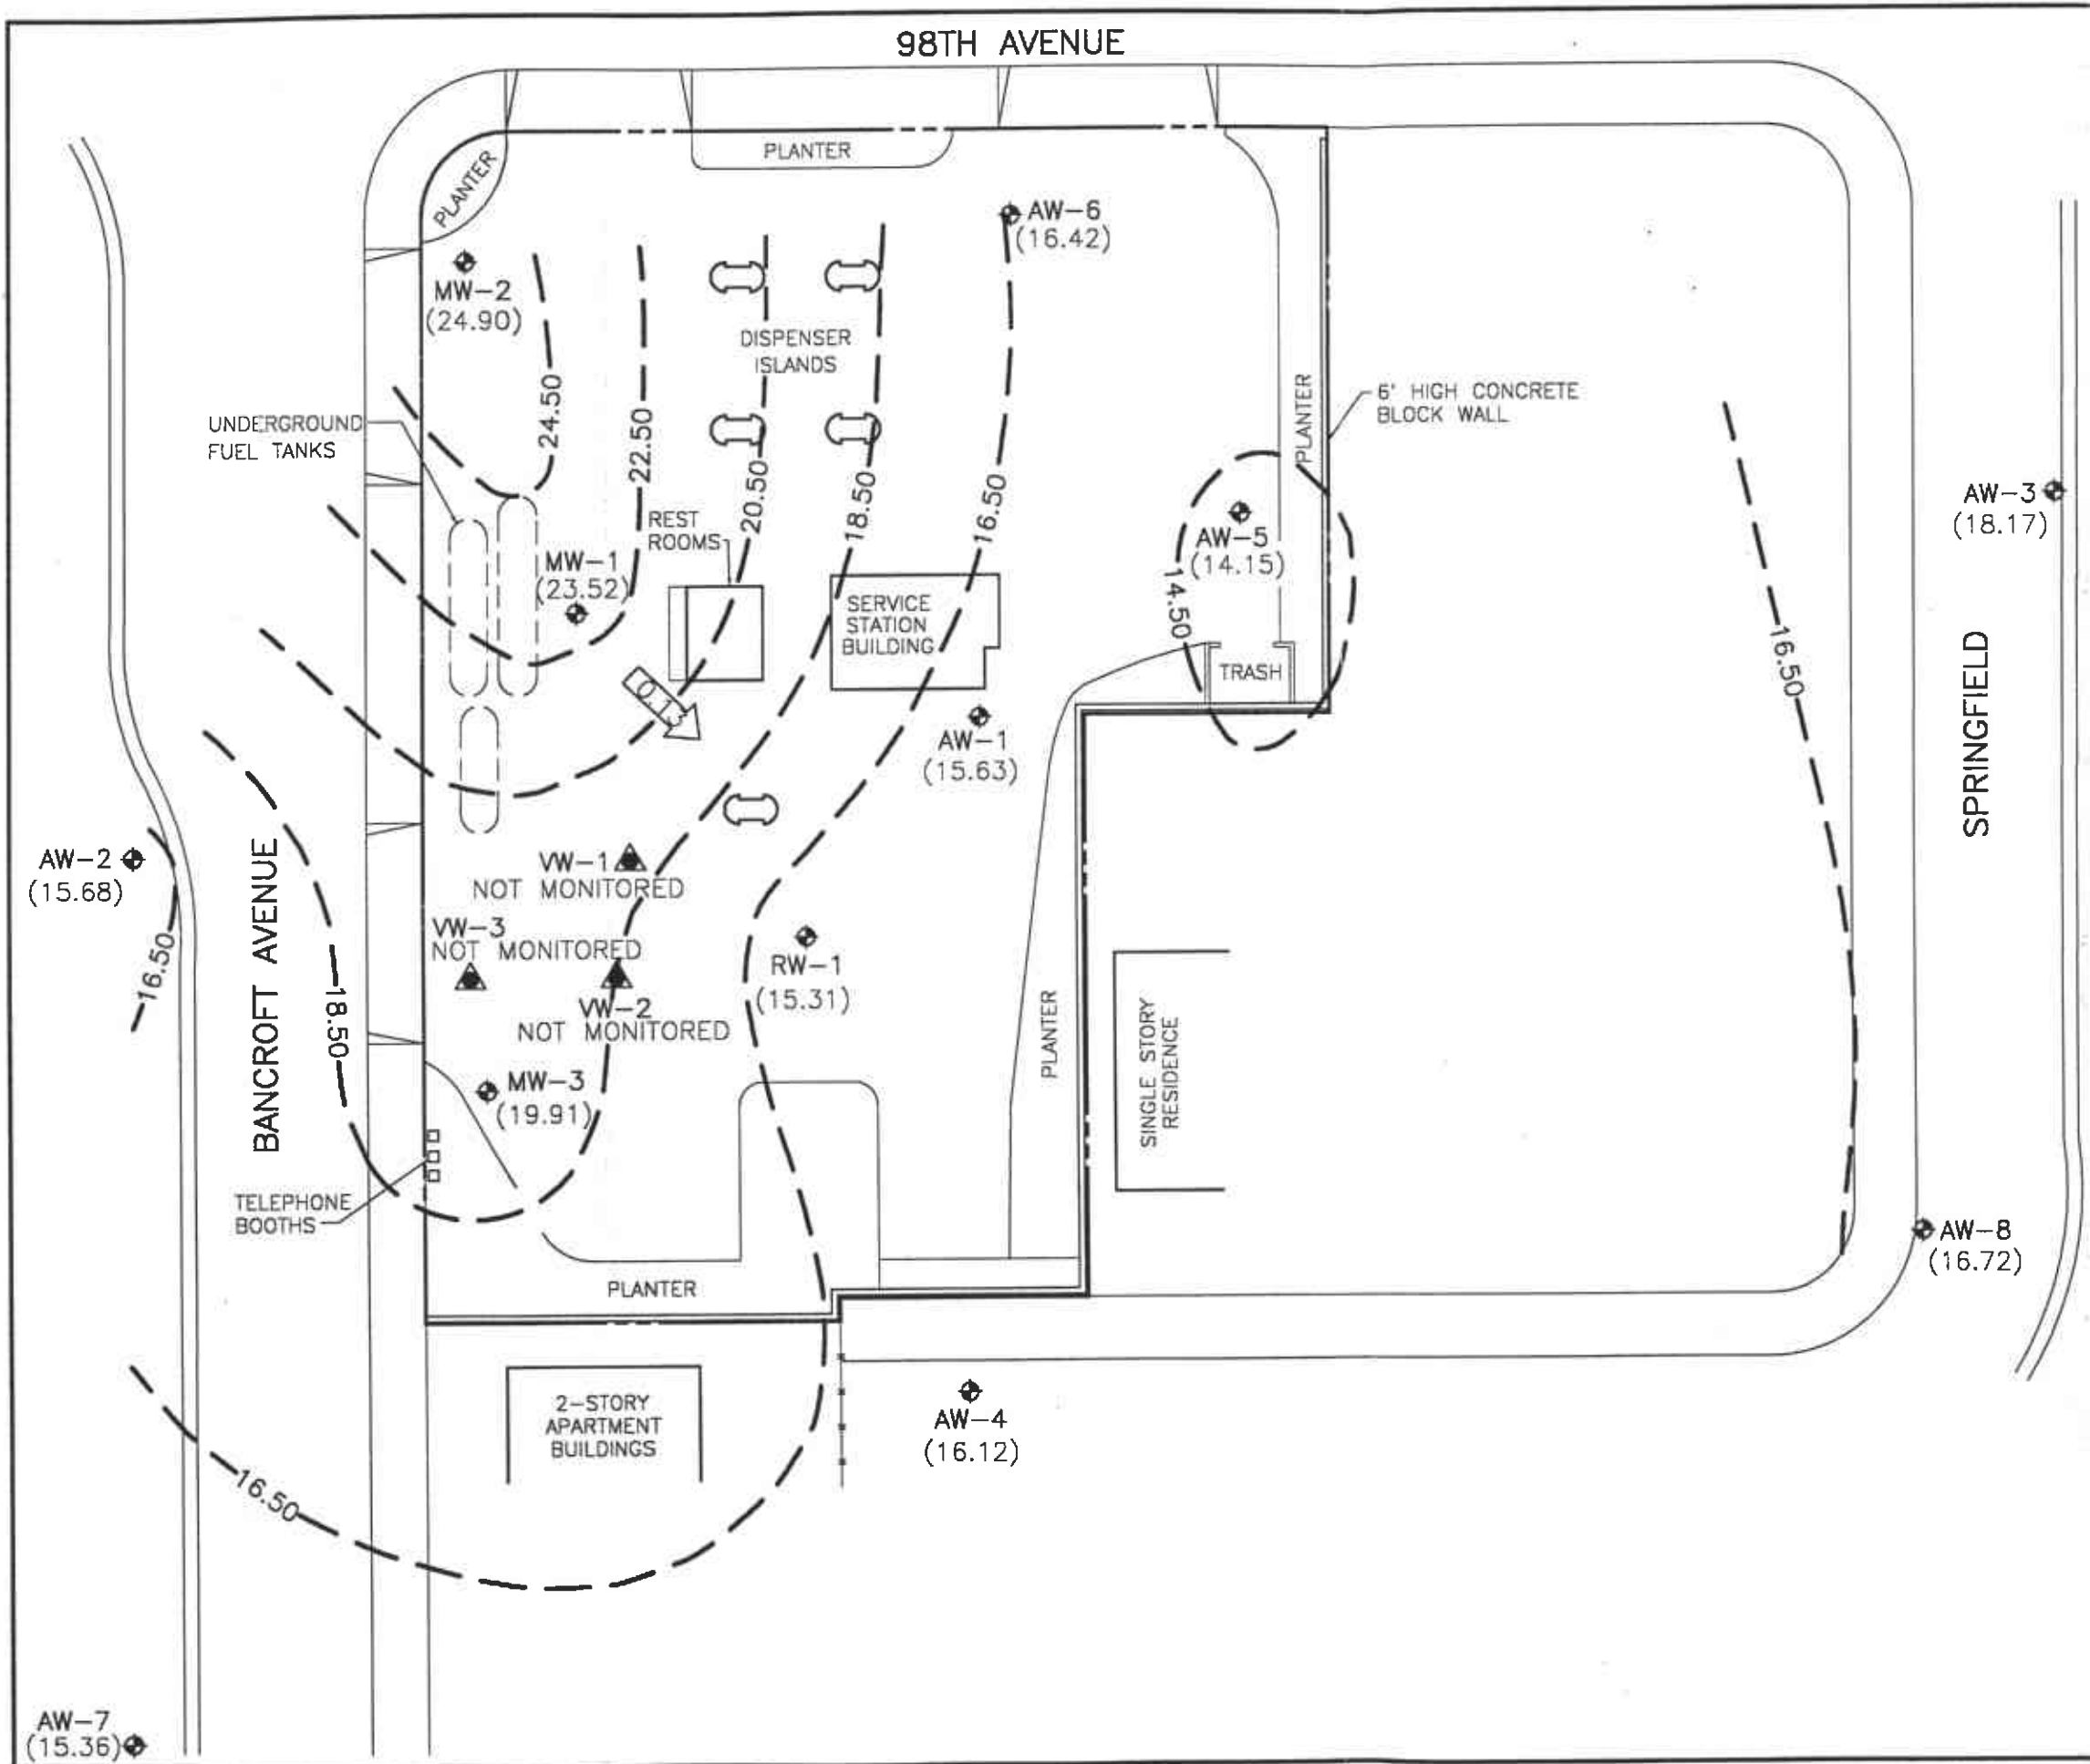 98TH AVENUE
PLANTER
PLANTER
AW-6
(16.42)
MW-2
(24.90)
DISPENSER
ISLANDS
24.50
22.50
20.50
18.50
16.50
PLANTER
6' HIGH CONCRETE
BLOCK WALL
UNDERGROUND
FUEL TANKS
REST
ROOMS
MW-1
(23.52)
AW-5
(14.15)
14.50
AW-3
(18.17)
SERVICE
STATION
BUILDING
TRASH
16.50
SPRINGFIELD
0.13
AW-1
(15.63)
AW-2
(15.68)
16.50
BANCROFT AVENUE
18.50
VW-1
NOT MONITORED
VW-3
NOT MONITORED
VW-2
NOT MONITORED
RW-1
(15.31)
PLANTER
SINGLE STORY
RESIDENCE
MW-3
(19.91)
TELEPHONE
BOOTHS
PLANTER
AW-8
(16.72)
2-STORY
APARTMENT
BUILDINGS
AW-4
(16.12)
16.50
AW-7
(15.36)